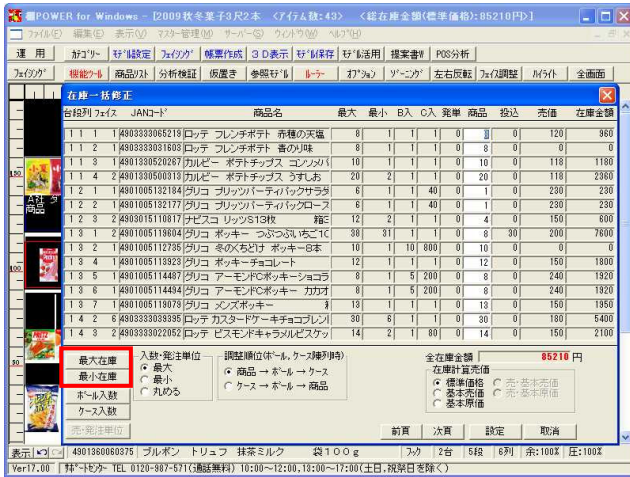 棚POWER for Windows - [2009秋冬菓子3尺2本 <アイテム数:43> <総在庫金額(標準価格):85210円>]
ファイル(F) 編集(E) 表示(V) マスター管理(M) サーバー(S) ウィンドウ(W) ヘルプ(H)
運 用 カテゴリー モデル設定 フェイシング 帳票作成 3D表示 モデル保存 モデル活用 提案書W POS分析
フェイシング 機能ツール 商品リスト 分析検証 仮置き 参照モデル ルーラー オプション ゾーニング 左右反転 フェイス調整 ハイライト 全画面
在庫一括修正
台段列フェイス JANコード 商品名 最大 最小 B入 C入 発単 商品 投込 売価 在庫金額
1 1 1 1 4903333065219 ロッテ フレンチポテト 赤穂の天塩 8 1 1 1 0 8 0 120 960
1 1 2 1 4903333031603 ロッテ フレンチポテト 香のり味 8 1 1 1 0 8 0 0 0
1 1 3 1 4901330520267 カルビー ポテトチップス コンソメパ 10 1 1 1 0 10 0 118 1180
1 1 4 2 4901330500313 カルビー ポテトチップス うすしお 20 2 1 1 0 20 0 118 2360
1 2 1 1 4901005132184 グリコ プリッツパーティパックサラダ 6 1 1 40 0 1 0 230 230
1 2 2 1 4901005132177 グリコ プリッツパーティパックロース 6 1 1 40 0 1 0 230 230
1 2 3 2 4903015110817 ナビスコ リッツS13枚 箱 12 2 1 1 0 4 0 150 600
1 3 1 2 4901005119604 グリコ ポッキー つぶつぶいちご1C 38 31 1 1 0 8 30 200 7600
1 3 2 1 4901005112735 グリコ 冬のくちどけ ポッキー8本 10 1 10 800 0 10 0 0 0
1 3 4 1 4901005113923 グリコ ポッキーチョコレート 12 1 1 1 0 12 0 150 1800
1 3 5 1 4901005114487 グリコ アーモンドCポッキーショコラ 8 1 5 200 0 8 0 240 1920
1 3 6 1 4901005114494 グリコ アーモンドCポッキー カカオ 8 1 5 200 0 8 0 240 1920
1 3 7 1 4901005119079 グリコ メンズポッキー 13 1 1 1 0 13 0 150 1950
1 4 2 6 4903333039395 ロッテ カスタードケーキチョコブレン 30 6 1 1 0 30 0 180 5400
1 4 3 2 4903333022052 ロッテ ビスモンドキャラメルビスケッ 14 2 1 80 0 14 0 150 2100
最大在庫
最小在庫
ボール入数
ケース入数
売・発注単位
入数・発注単位
最大
最小
丸める
調整順位(ボール、ケース陳列時)
商品 → ボール → ケース
ケース → ボール → 商品
全在庫金額 85210 円
在庫計算売価
標準価格 売・基本売価
基本売価 売・基本原価
基本原価
前頁 次頁 設定 取消
A社
商品
150
100
50
表示 4901360060375 ブルボン トリュフ 抹茶ミルク 袋100g フック 2台 5段 6列 余:100% 圧:100%
Ver17.00 サポートセンター TEL 0120-987-571(通話無料) 10:00~12:00,13:00~17:00(土日,祝祭日を除く)